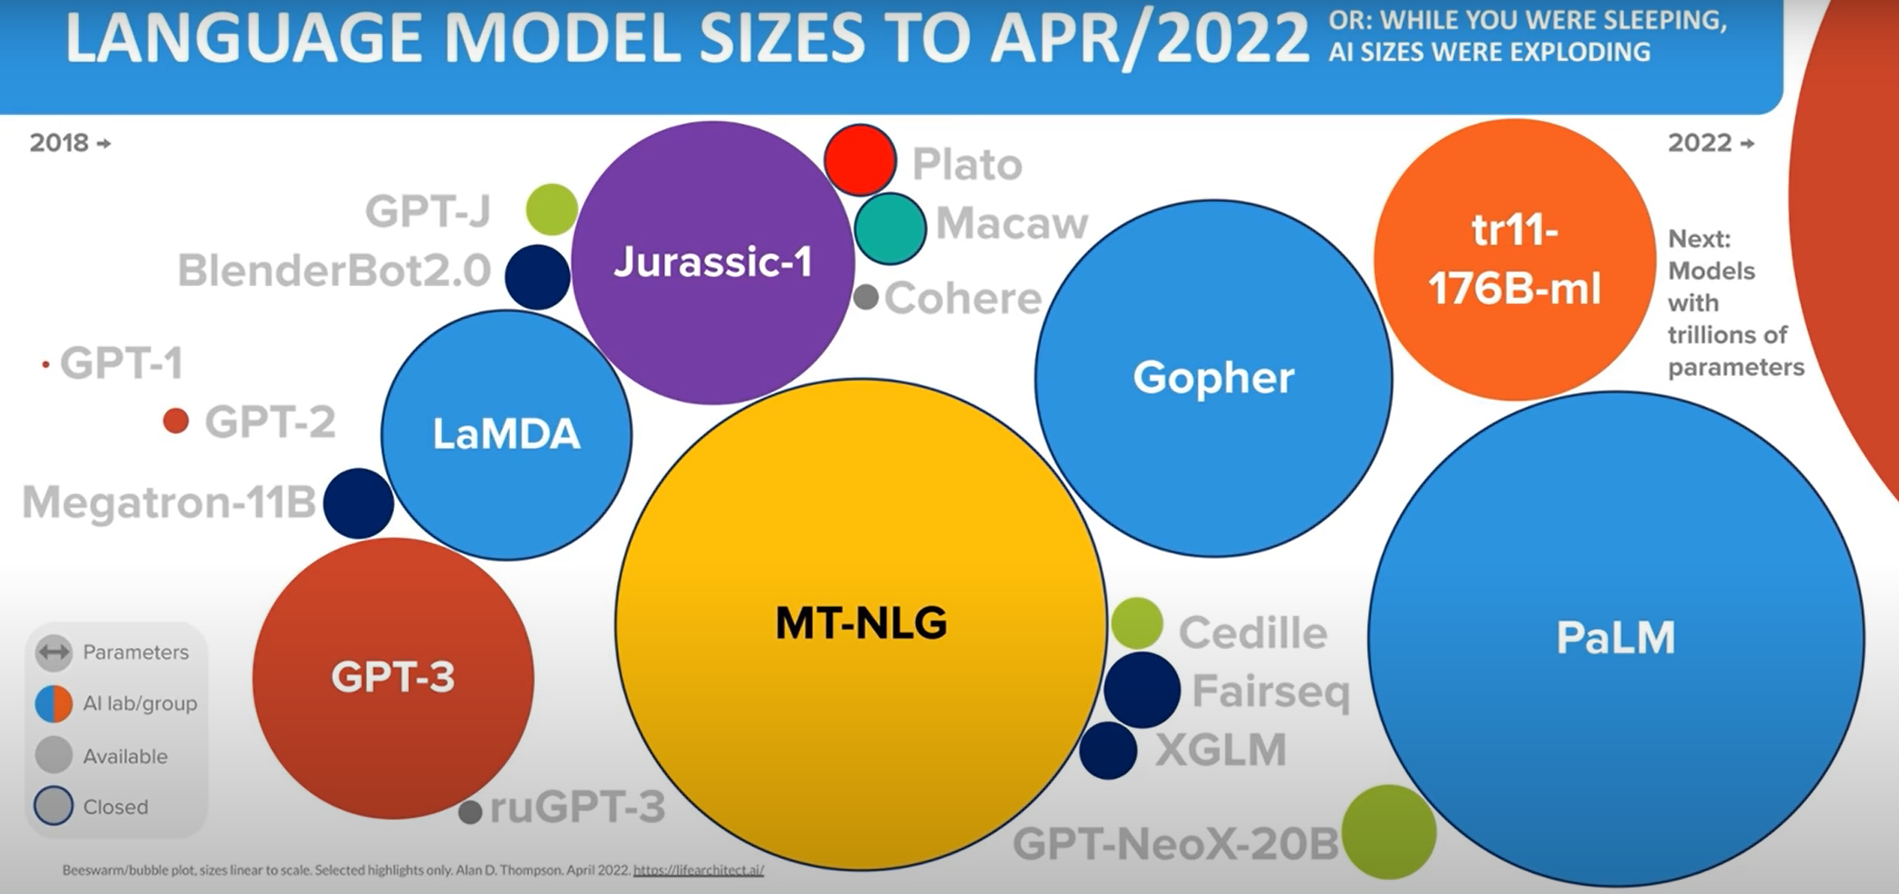 LANGUAGE MODEL SIZES TO APR/2022
OR: WHILE YOU WERE SLEEPING,
AI SIZES WERE EXPLODING
2018 →
2022 →
Plato
GPT-J
Macaw
Jurassic-1
BlenderBot2.0
Cohere
tr11-
176B-ml
Next:
Models
with
trillions of
parameters
GPT-1
Gopher
GPT-2
LaMDA
Megatron-11B
MT-NLG
Cedille
PaLM
GPT-3
Fairseq
XGLM
ruGPT-3
GPT-NeoX-20B
Parameters
AI lab/group
Available
Closed
Beeswarm/bubble plot, sizes linear to scale. Selected highlights only. Alan D. Thompson. April 2022. https://lifearchitect.ai/